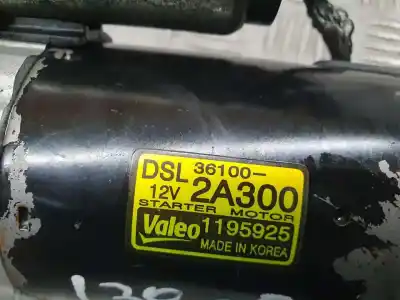 DSL 36100-
12V 2A300
STARTER MOTOR
Valeo 1195925
MADE IN KOREA